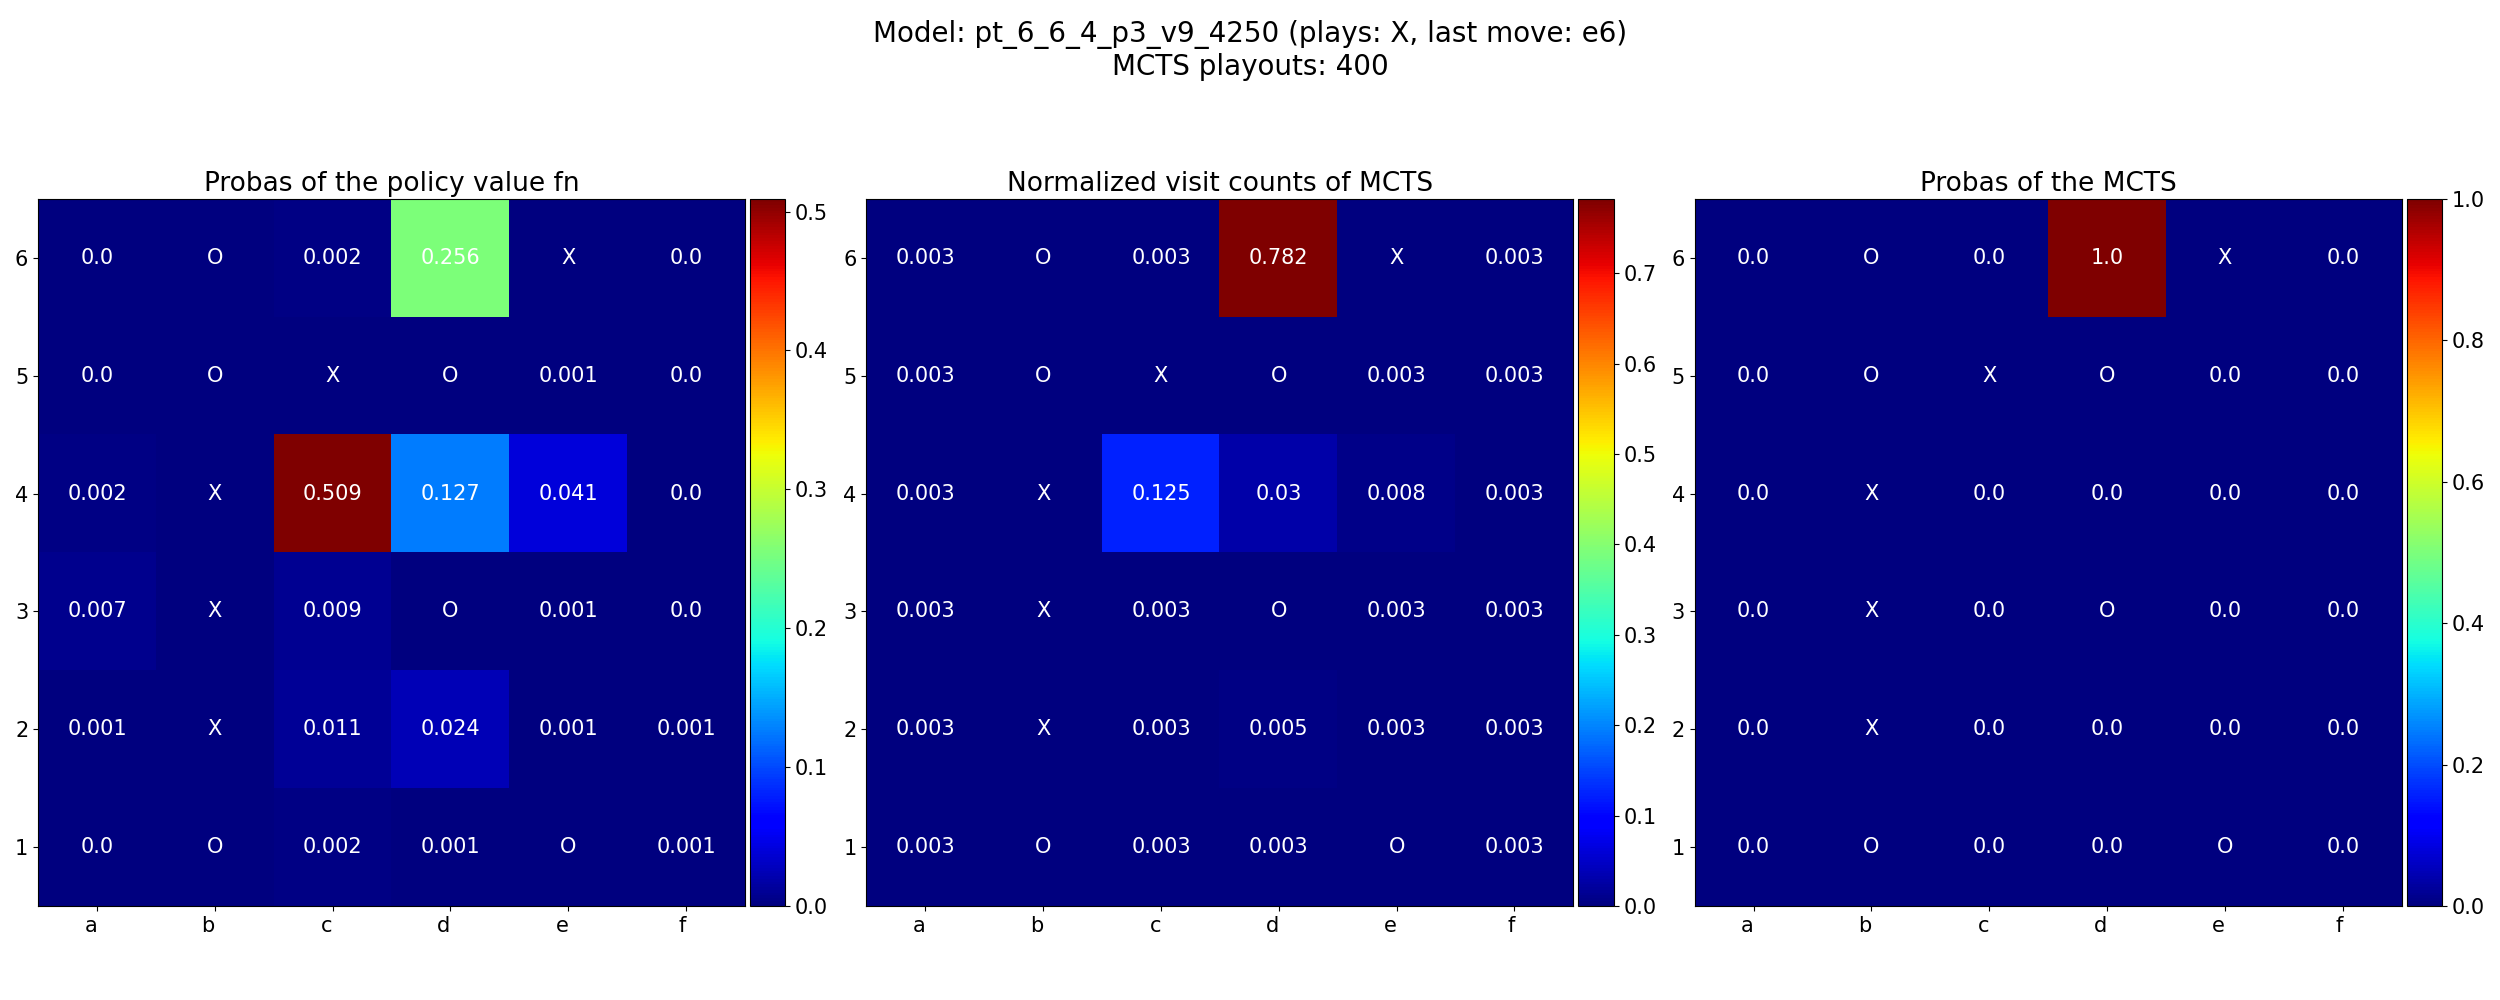 Model: pt_6_6_4_p3_v9_4250 (plays: X, last move: e6)
MCTS playouts: 400
Probas of the policy value fn
6 0.0 O 0.002 0.256 X 0.0
5 0.0 O X O 0.001 0.0
4 0.002 X 0.509 0.127 0.041 0.0
3 0.007 X 0.009 O 0.001 0.0
2 0.001 X 0.011 0.024 0.001 0.001
1 0.0 O 0.002 0.001 O 0.001
a b c d e f
0.5
0.4
0.3
0.2
0.1
0.0
Normalized visit counts of MCTS
6 0.003 O 0.003 0.782 X 0.003
5 0.003 O X O 0.003 0.003
4 0.003 X 0.125 0.03 0.008 0.003
3 0.003 X 0.003 O 0.003 0.003
2 0.003 X 0.003 0.005 0.003 0.003
1 0.003 O 0.003 0.003 O 0.003
a b c d e f
0.7
0.6
0.5
0.4
0.3
0.2
0.1
0.0
Probas of the MCTS
6 0.0 O 0.0 1.0 X 0.0
5 0.0 O X O 0.0 0.0
4 0.0 X 0.0 0.0 0.0 0.0
3 0.0 X 0.0 O 0.0 0.0
2 0.0 X 0.0 0.0 0.0 0.0
1 0.0 O 0.0 0.0 O 0.0
a b c d e f
1.0
0.8
0.6
0.4
0.2
0.0